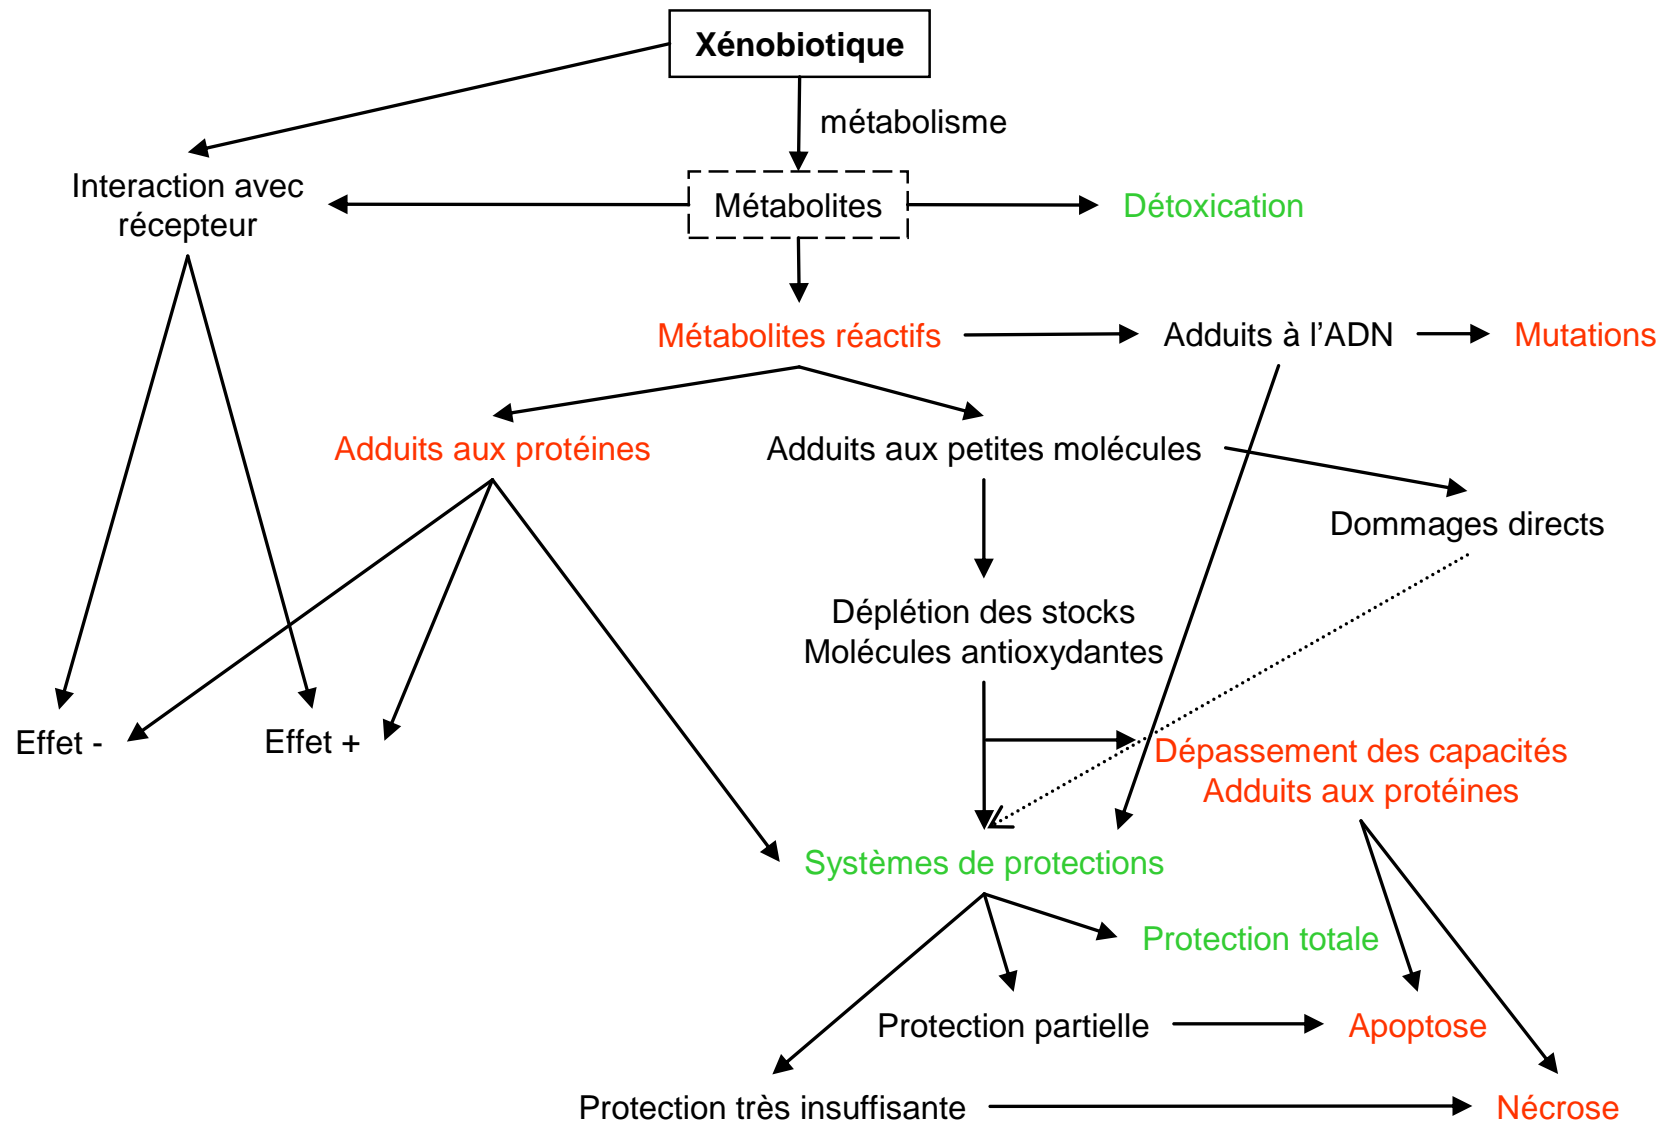 Xénobiotique
métabolisme
Interaction avec
récepteur
Métabolites
Détoxication
Métabolites réactifs
Adduits à l’ADN
Mutations
Adduits aux protéines
Adduits aux petites molécules
Dommages directs
Déplétion des stocks
Molécules antioxydantes
Effet -
Effet +
Dépassement des capacités
Adduits aux protéines
Systèmes de protections
Protection totale
Protection partielle
Apoptose
Protection très insuffisante
Nécrose